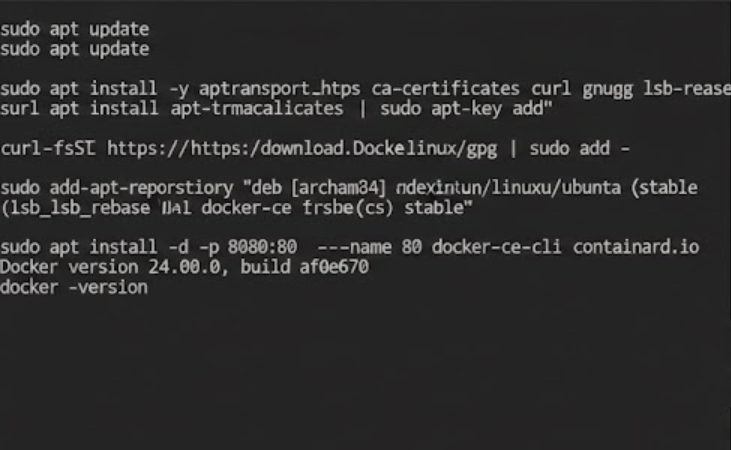 sudo apt update
sudo apt update
sudo apt install -y aptransport_htps ca-certificates curl gnugg lsb-rease
surl apt install apt-trmacalicates | sudo apt-key add"
curl-fsSI https://https:/download.Dockelinux/gpg | sudo add -
sudo add-apt-reporstiory "deb [archam84] ndexintun/linuxu/ubunta (stable
(lsb_lsb_rebase docker-ce frsbe(cs) stable"
sudo apt install -d -p 8080:80 ---name 80 docker-ce-cli containard.io
Docker version 24.00.0, build af0e670
docker -version